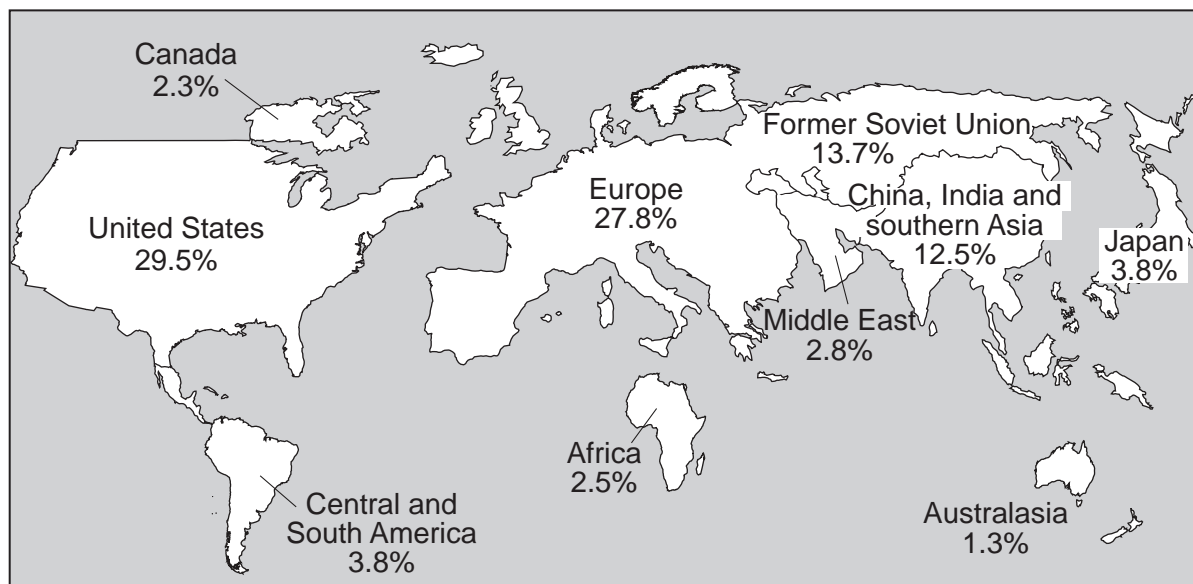 Canada
2.3%
United States
29.5%
Central and
South America
3.8%
Europe
27.8%
Africa
2.5%
Former Soviet Union
13.7%
China, India and
southern Asia
12.5%
Middle East
2.8%
Japan
3.8%
Australasia
1.3%